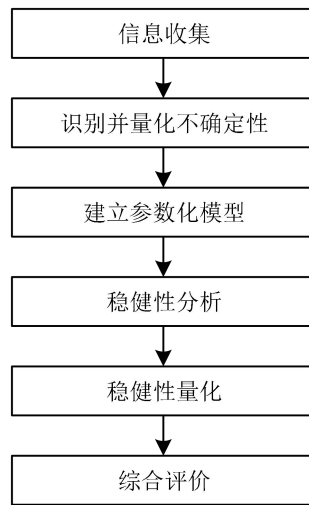 信息收集
识别并量化不确定性
建立参数化模型
稳健性分析
稳健性量化
综合评价